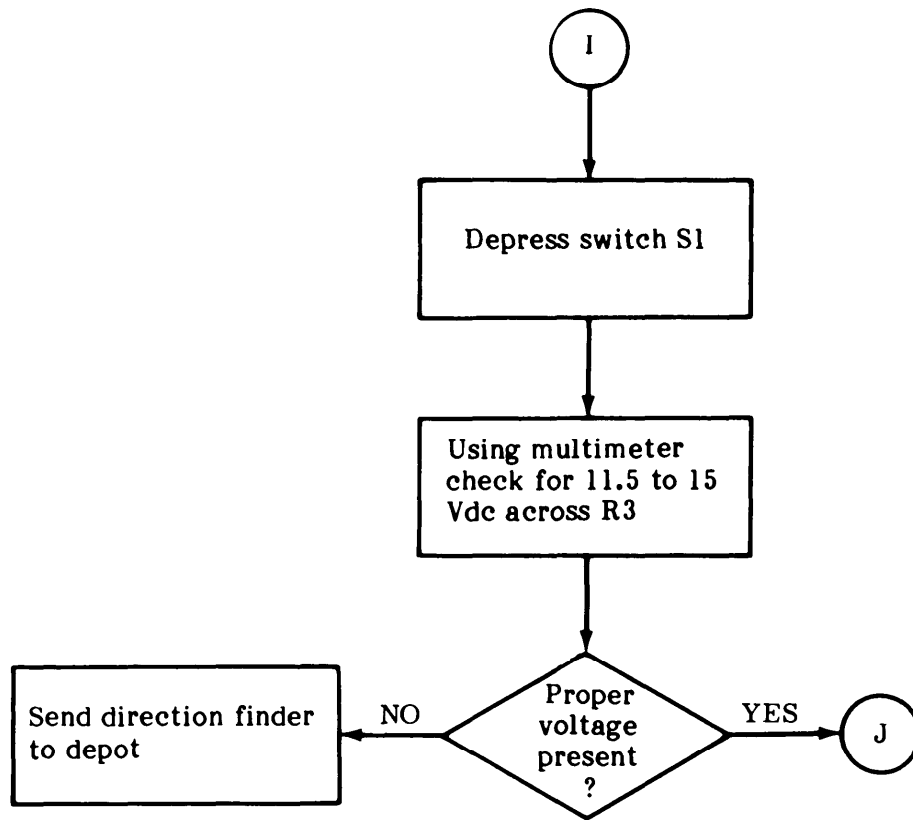 I
Depress switch S1
Using multimeter
check for 11.5 to 15
Vdc across R3
Proper
voltage
present
?
NO
YES
Send direction finder
to depot
J